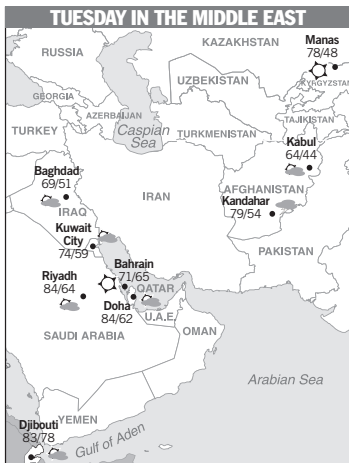 TUESDAY IN THE MIDDLE EAST
KAZAKHSTAN
Manas
78/48
RUSSIA
UZBEKISTAN
KYRGYZSTAN
GEORGIA
AZERBAIJAN
TAJIKISTAN
TURKEY
Caspian
Sea
TURKMENISTAN
Kabul
64/44
Baghdad
69/51
IRAN
AFGHANISTAN
Kandahar
79/54
IRAQ
Kuwait
City
74/59
PAKISTAN
Bahrain
71/65
Riyadh
84/64
QATAR
Doha
84/62
U.A.E.
SAUDI ARABIA
OMAN
Arabian Sea
YEMEN
Djibouti
83/78
Gulf of Aden